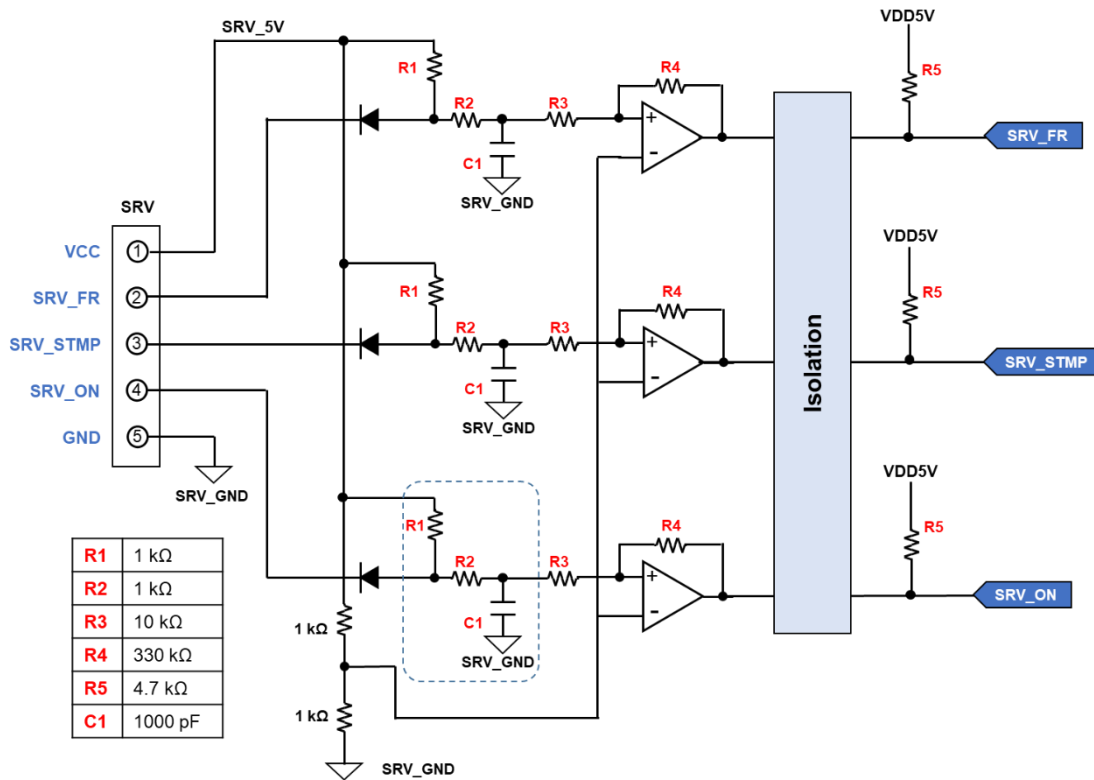 SRV_5V
VDD5V
R1
R4
R5
R2
R3
+
-
SRV_FR
C1
SRV_GND
SRV
VCC
1
SRV_FR
2
SRV_STMP
3
SRV_ON
4
GND
5
SRV_GND
R1
R4
VDD5V
R5
R2
R3
+
-
SRV_STMP
C1
SRV_GND
Isolation
R1
R4
VDD5V
R5
R2
R3
+
-
SRV_ON
C1
SRV_GND
1 kΩ
1 kΩ
SRV_GND
R1 1 kΩ
R2 1 kΩ
R3 10 kΩ
R4 330 kΩ
R5 4.7 kΩ
C1 1000 pF